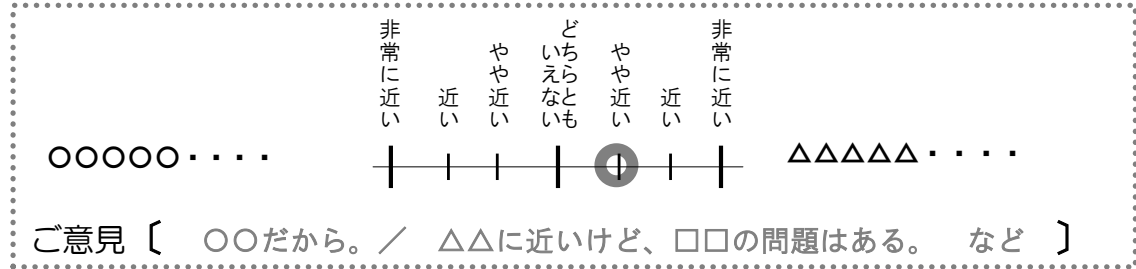 非常に近い
近い
やや近い
どちらとも
いえない
やや近い
近い
非常に近い
○○○○○・・・・
△△△△△・・・・
ご意見〔 ○○だから。／ △△に近いけど、□□の問題はある。 など 〕